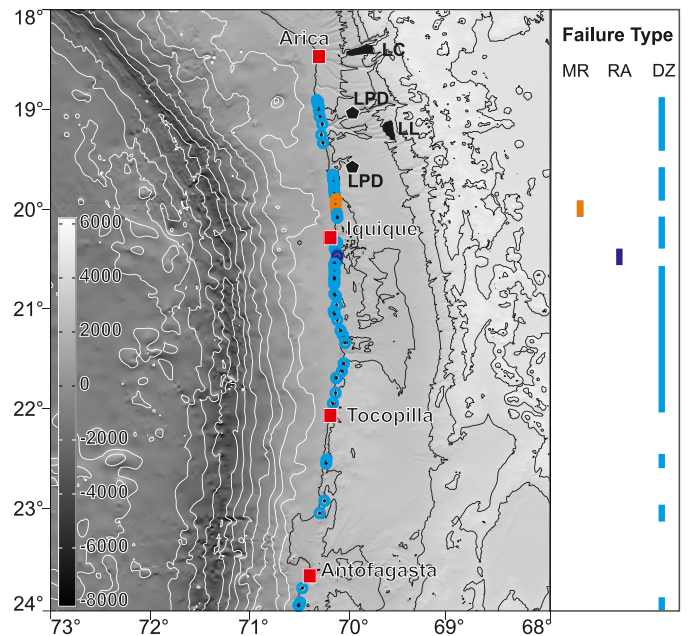 18°
Arica
LC
Failure Type
MR RA DZ
19°
LPD
LL
LPD
20°
6000
Iquique
4000
21°
2000
0
22°
Tocopilla
-2000
-4000
23°
-6000
Antofagasta
-8000
24°
73° 72° 71° 70° 69° 68°